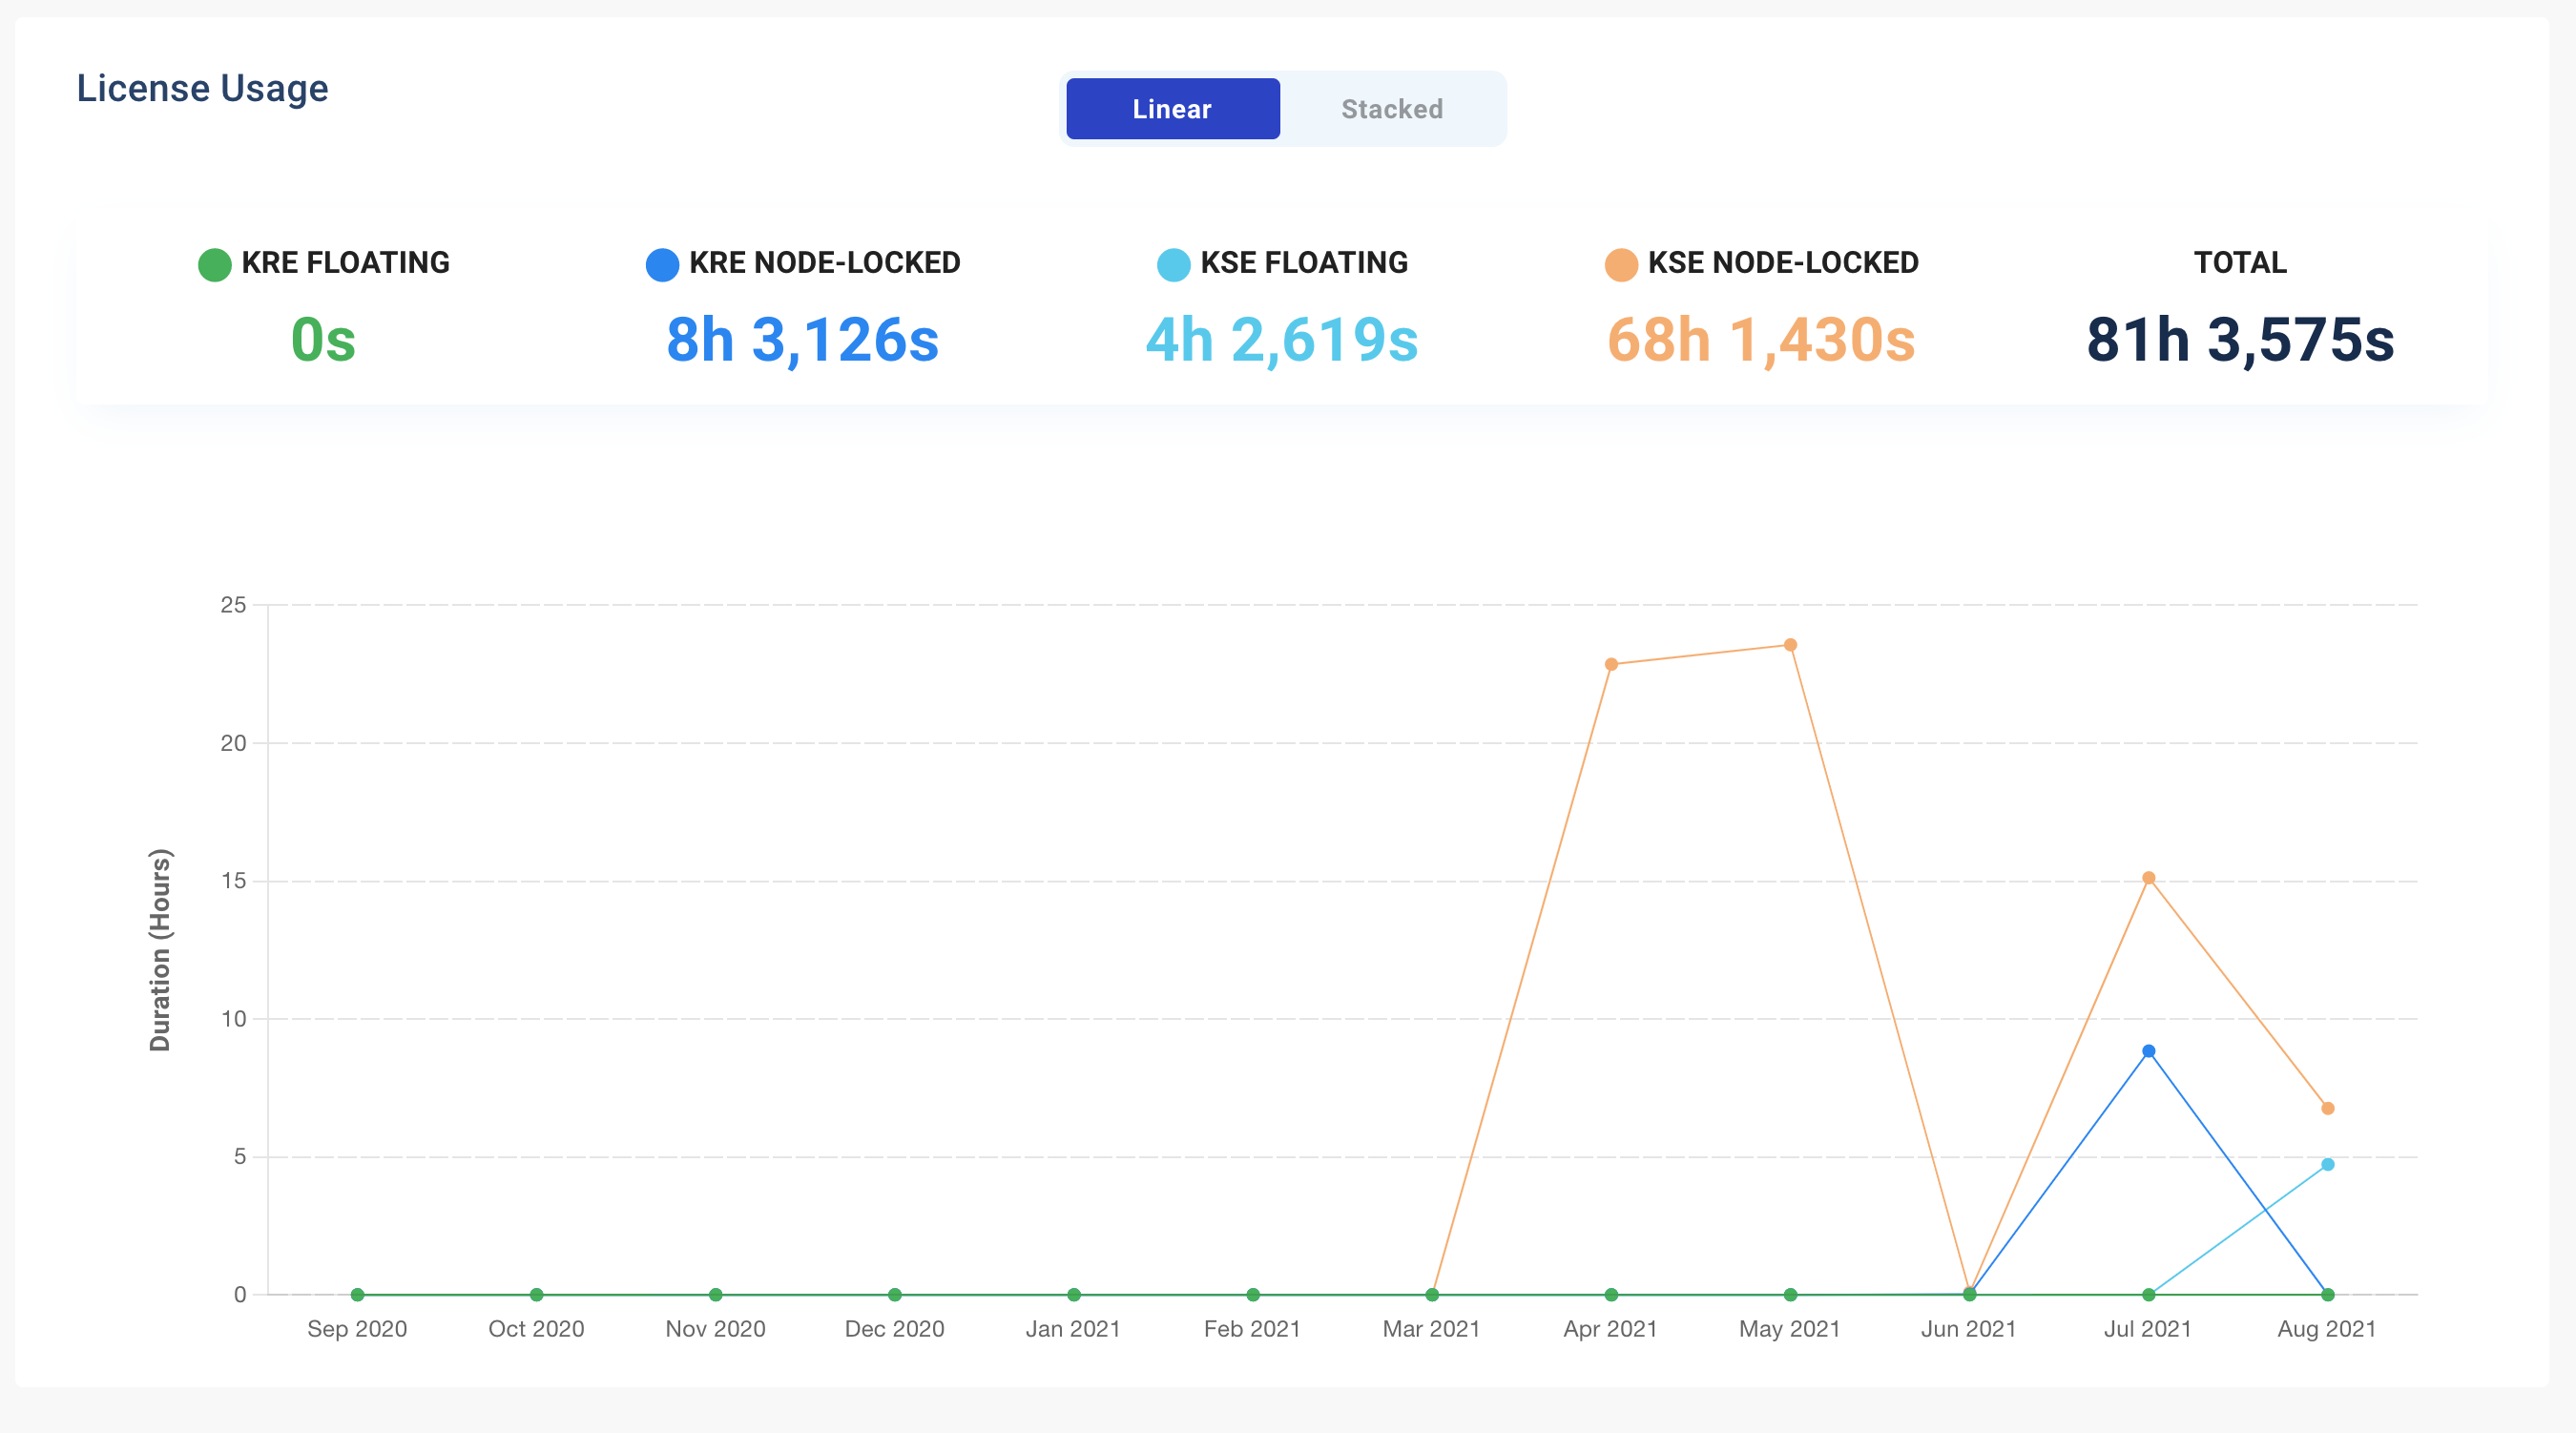 License Usage
Linear
Stacked
KRE FLOATING
0s
KRE NODE-LOCKED
8h 3,126s
KSE FLOATING
4h 2,619s
KSE NODE-LOCKED
68h 1,430s
TOTAL
81h 3,575s
Duration (Hours)
25
20
15
10
5
0
Sep 2020
Oct 2020
Nov 2020
Dec 2020
Jan 2021
Feb 2021
Mar 2021
Apr 2021
May 2021
Jun 2021
Jul 2021
Aug 2021